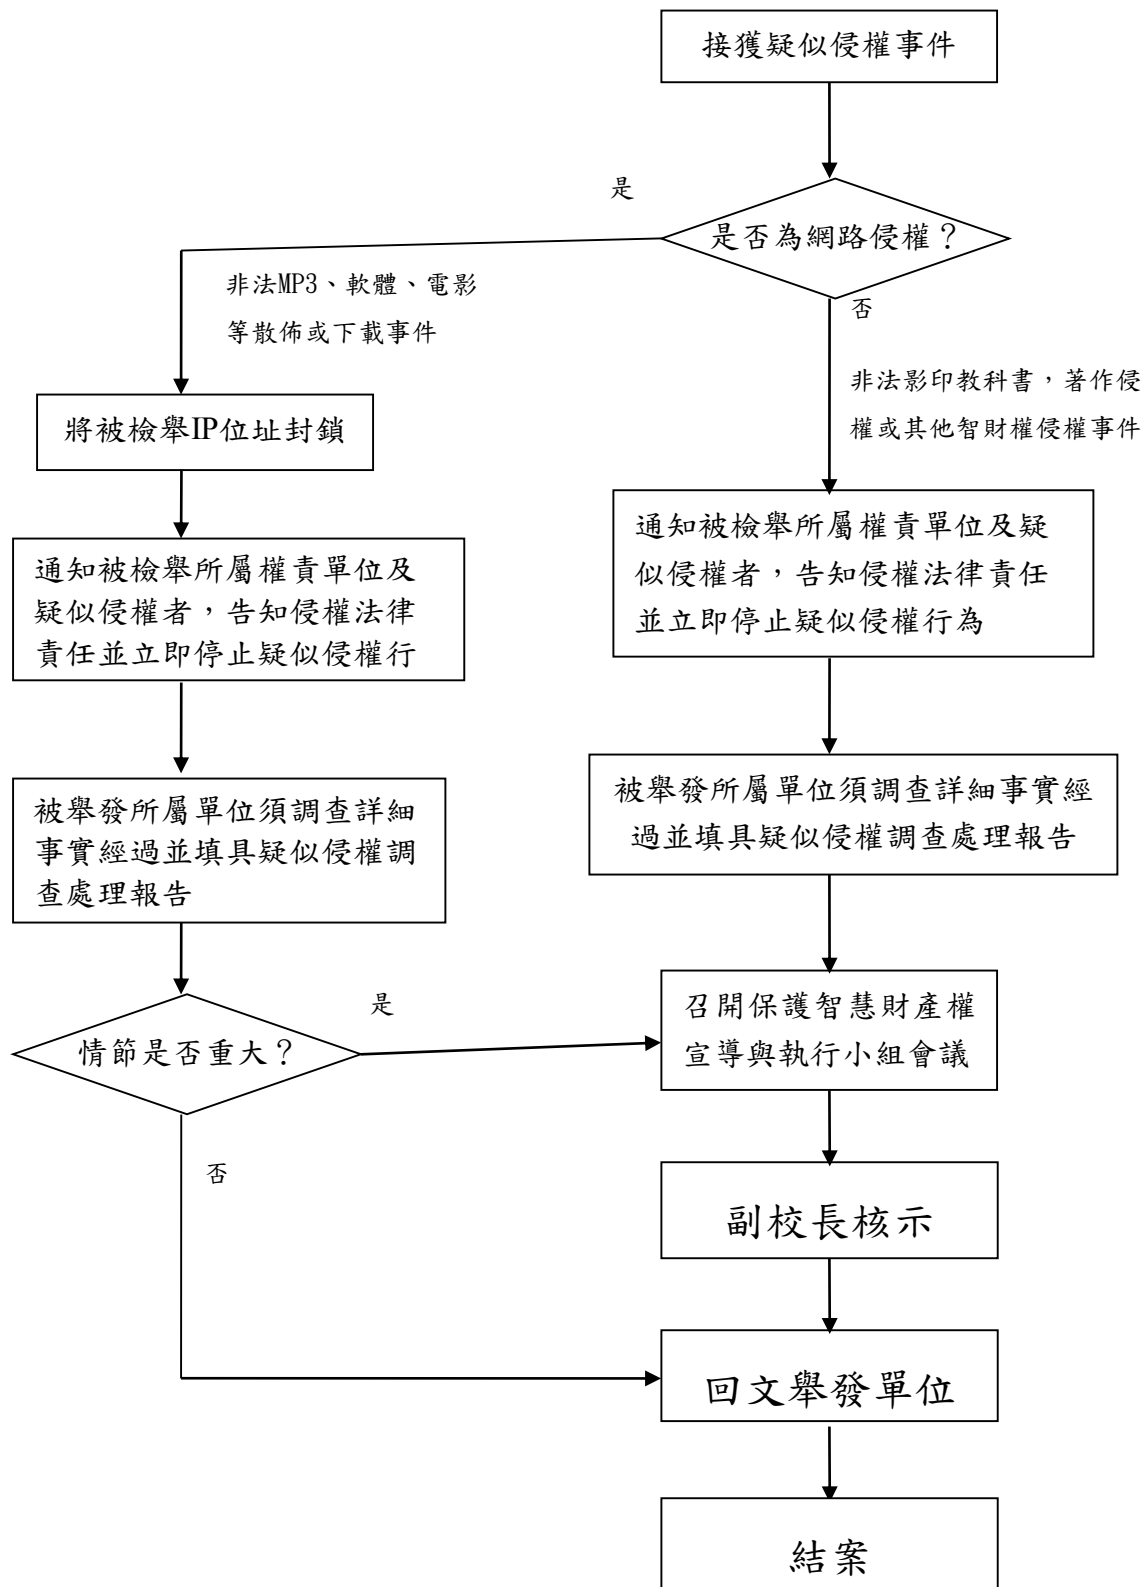 接獲疑似侵權事件
是
是否為網路侵權？
否
非法MP3、軟體、電影
等散佈或下載事件
非法影印教科書，著作侵
權或其他智財權侵權事件
將被檢舉IP位址封鎖
通知被檢舉所屬權責單位及
疑似侵權者，告知侵權法律
責任並立即停止疑似侵權行
通知被檢舉所屬權責單位及疑
似侵權者，告知侵權法律責任
並立即停止疑似侵權行為
被舉發所屬單位須調查詳細
事實經過並填具疑似侵權調
查處理報告
被舉發所屬單位須調查詳細事實經
過並填具疑似侵權調查處理報告
情節是否重大？
是
否
召開保護智慧財產權
宣導與執行小組會議
副校長核示
回文舉發單位
結案